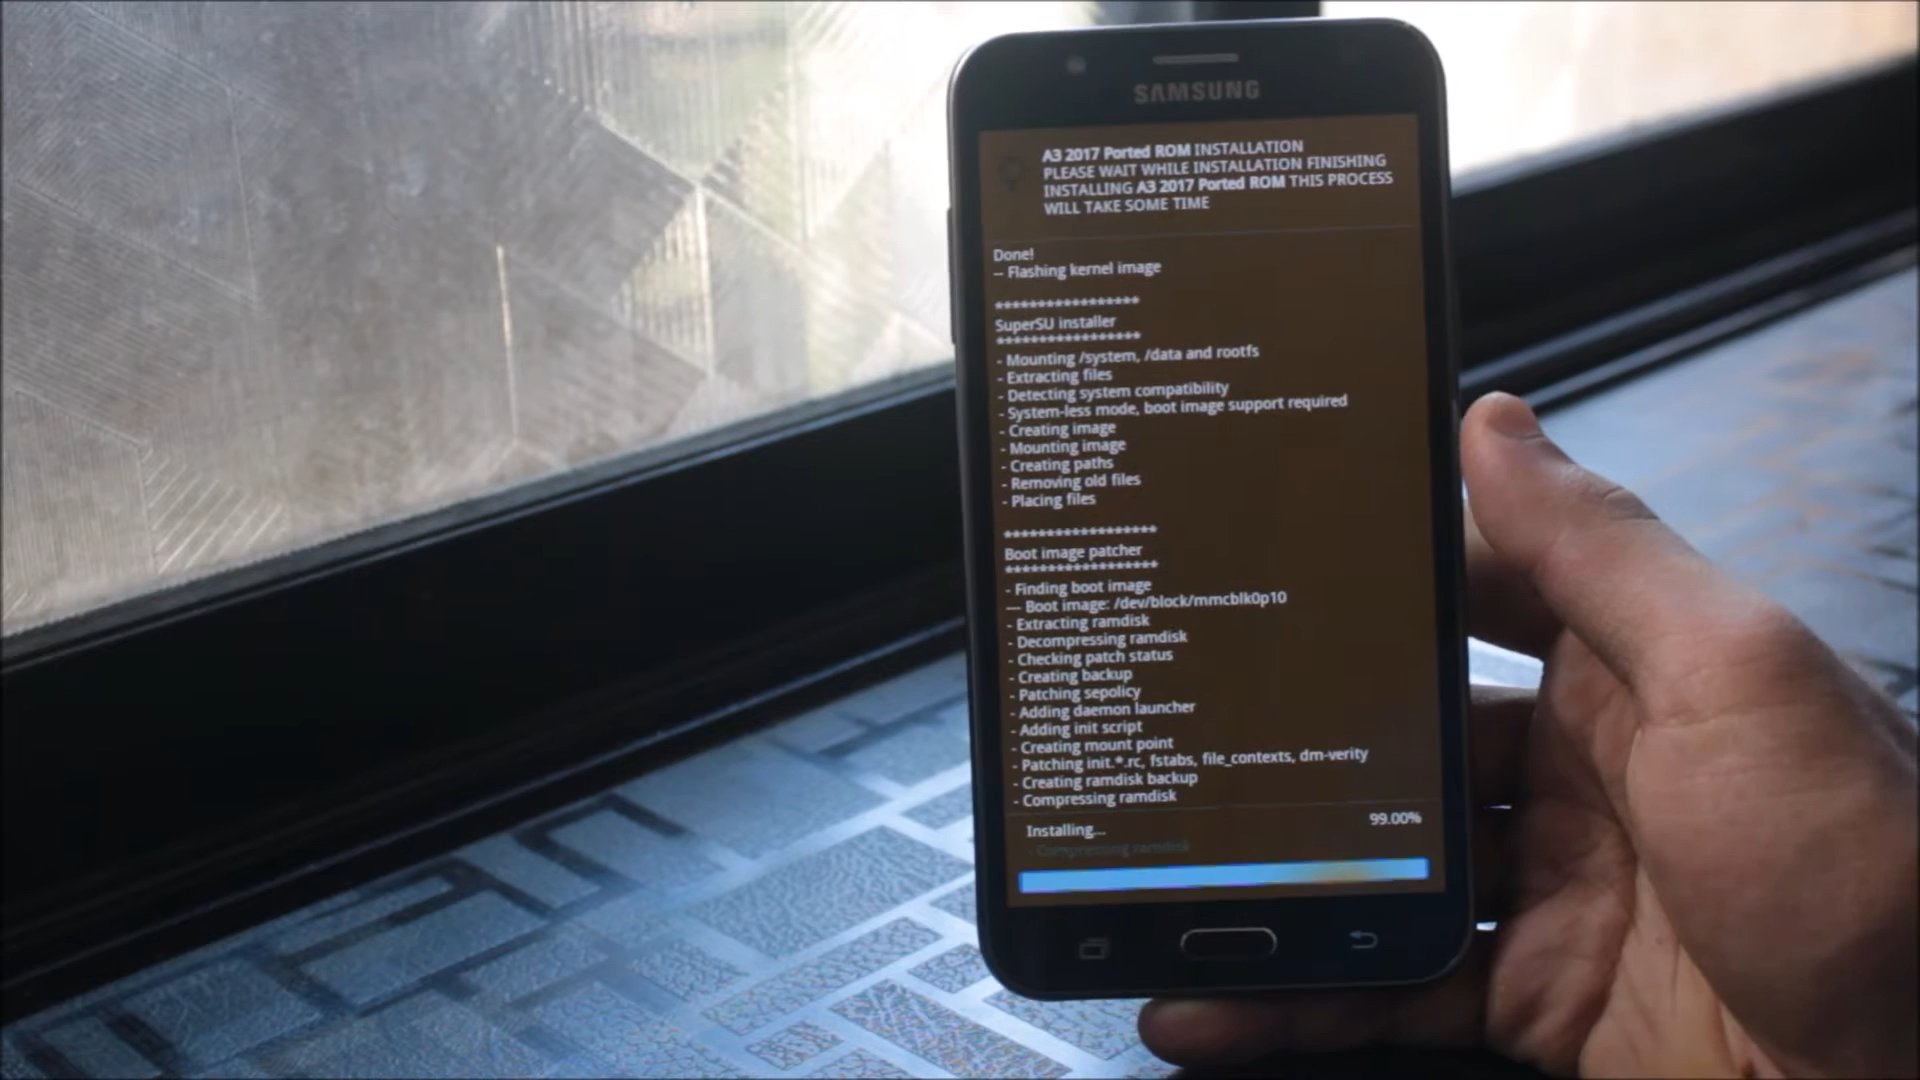 SAMSUNG
A3 2017 Ported ROM INSTALLATION
PLEASE WAIT WHILE INSTALLATION FINISHING
INSTALLING A3 2017 Ported ROM THIS PROCESS
WILL TAKE SOME TIME
Done!
-- Flashing kernel image
*****************
SuperSU installer
*****************
- Mounting /system, /data and rootfs
- Extracting files
- Detecting system compatibility
- System-less mode, boot image support required
- Creating image
- Mounting image
- Creating paths
- Removing old files
- Placing files
******************
Boot image patcher
******************
- Finding boot image
--- Boot image: /dev/block/mmcblk0p10
- Extracting ramdisk
- Decompressing ramdisk
- Checking patch status
- Creating backup
- Patching sepolicy
- Adding daemon launcher
- Adding init script
- Creating mount point
- Patching init.*.rc, fstabs, file_contexts, dm-verity
- Creating ramdisk backup
- Compressing ramdisk
Installing... 99.00%
- Compressing ramdisk